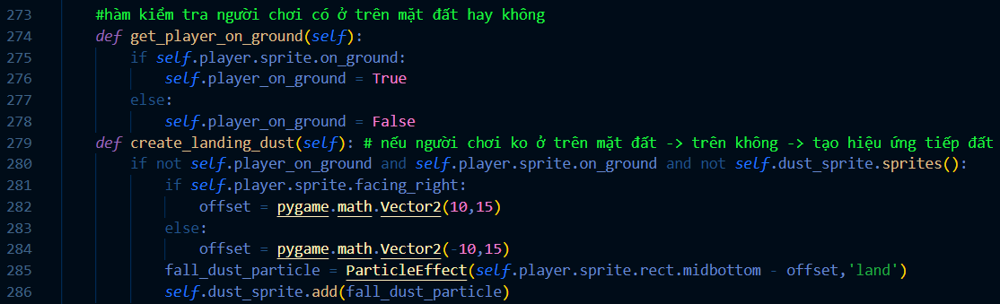 273 #hàm kiểm tra người chơi có ở trên mặt đất hay không
274 def get_player_on_ground(self):
275 if self.player.sprite.on_ground:
276 self.player_on_ground = True
277 else:
278 self.player_on_ground = False
279 def create_landing_dust(self): # nếu người chơi ko ở trên mặt đất -> trên không -> tạo hiệu ứng tiếp đất
280 if not self.player_on_ground and self.player.sprite.on_ground and not self.dust_sprite.sprites():
281 if self.player.sprite.facing_right:
282 offset = pygame.math.Vector2(10,15)
283 else:
284 offset = pygame.math.Vector2(-10,15)
285 fall_dust_particle = ParticleEffect(self.player.sprite.rect.midbottom - offset,'land')
286 self.dust_sprite.add(fall_dust_particle)